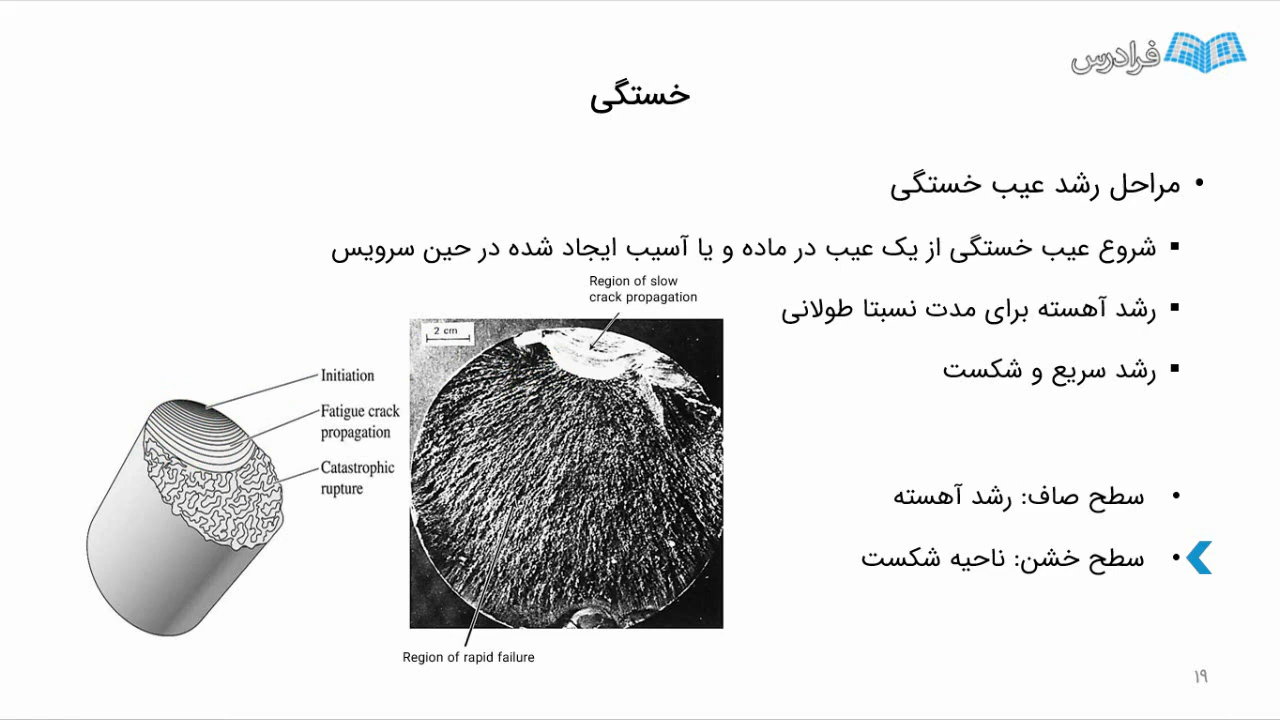 فرادرس
خستگی
• مراحل رشد عیب خستگی
▪ شروع عیب خستگی از یک عیب در ماده و یا آسیب ایجاد شده در حین سرویس
▪ رشد آهسته برای مدت نسبتا طولانی
▪ رشد سریع و شکست
Region of slow
crack propagation
2 cm
Initiation
Fatigue crack
propagation
Catastrophic
rupture
• سطح صاف: رشد آهسته
• سطح خشن: ناحیه شکست
Region of rapid failure
۱۹